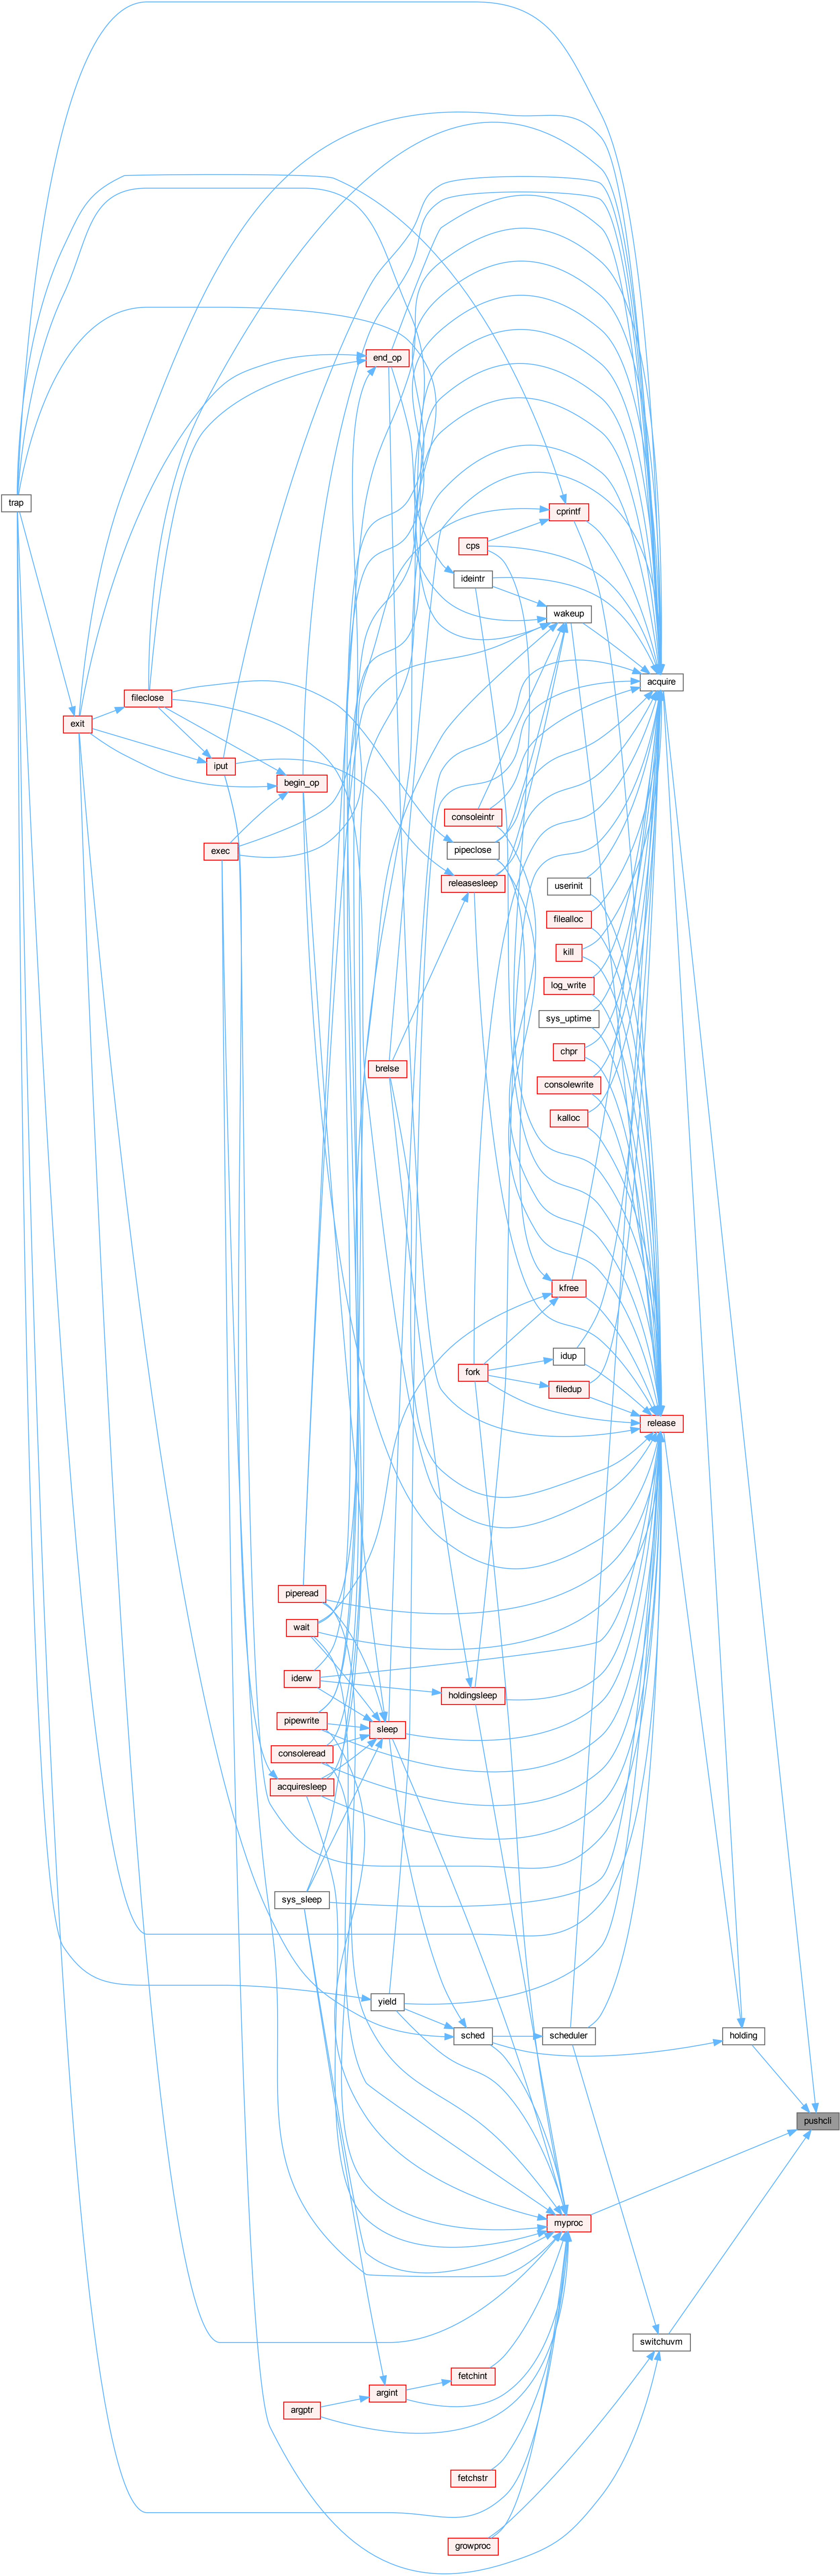 end_op
trap
cprintf
cps
ideintr
wakeup
acquire
fileclose
exit
iput
begin_op
consoleintr
exec
pipeclose
releasesleep
userinit
filealloc
kill
log_write
sys_uptime
chpr
brelse
consolewrite
kalloc
kfree
idup
fork
filedup
release
piperead
wait
iderw
holdingsleep
pipewrite
sleep
consoleread
acquiresleep
sys_sleep
yield
sched
scheduler
holding
pushcli
myproc
switchuvm
fetchint
argint
argptr
fetchstr
growproc